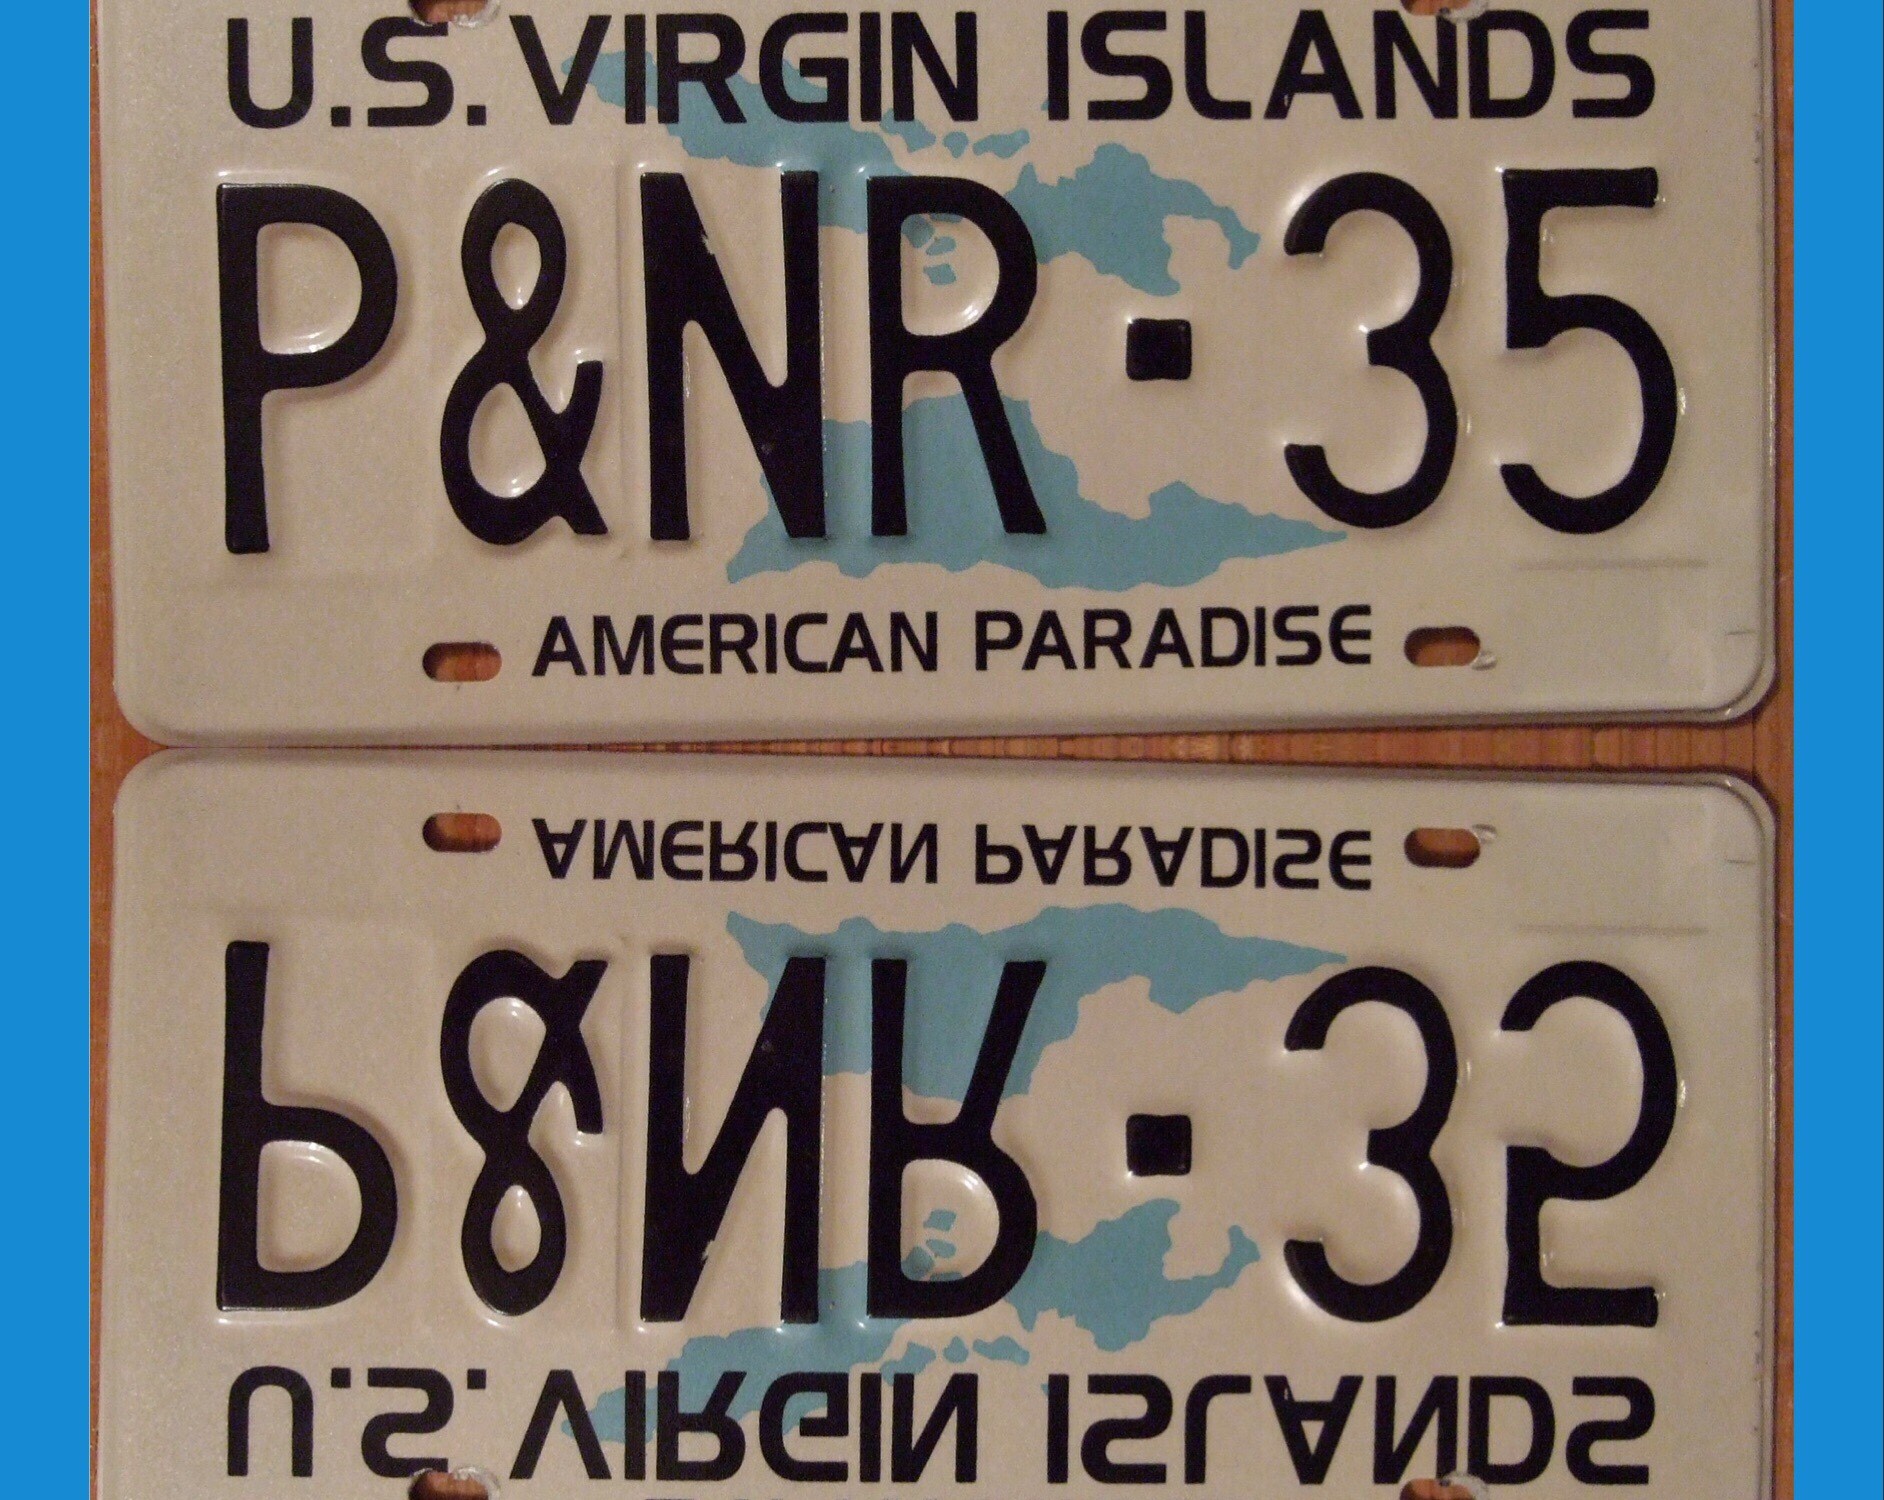 U.S. VIRGIN ISLANDS
P&NR·35
AMERICAN PARADISE
AMERICAN PARADISE
P&NR·35
U.S. VIRGIN ISLANDS